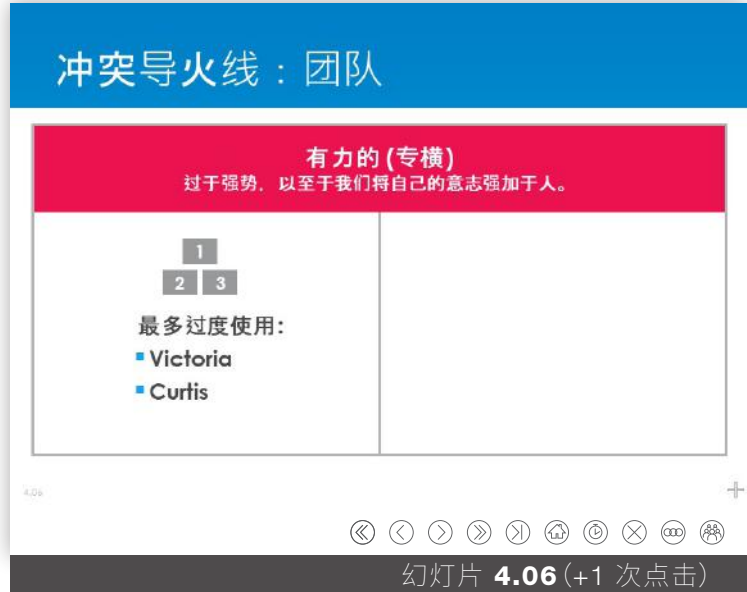 冲突导火线：团队
有力的 (专横)
过于强势，以至于我们将自己的意志强加于人。
1
2 3
最多过度使用:
Victoria
Curtis
4.06
幻灯片 4.06 (+1 次点击)